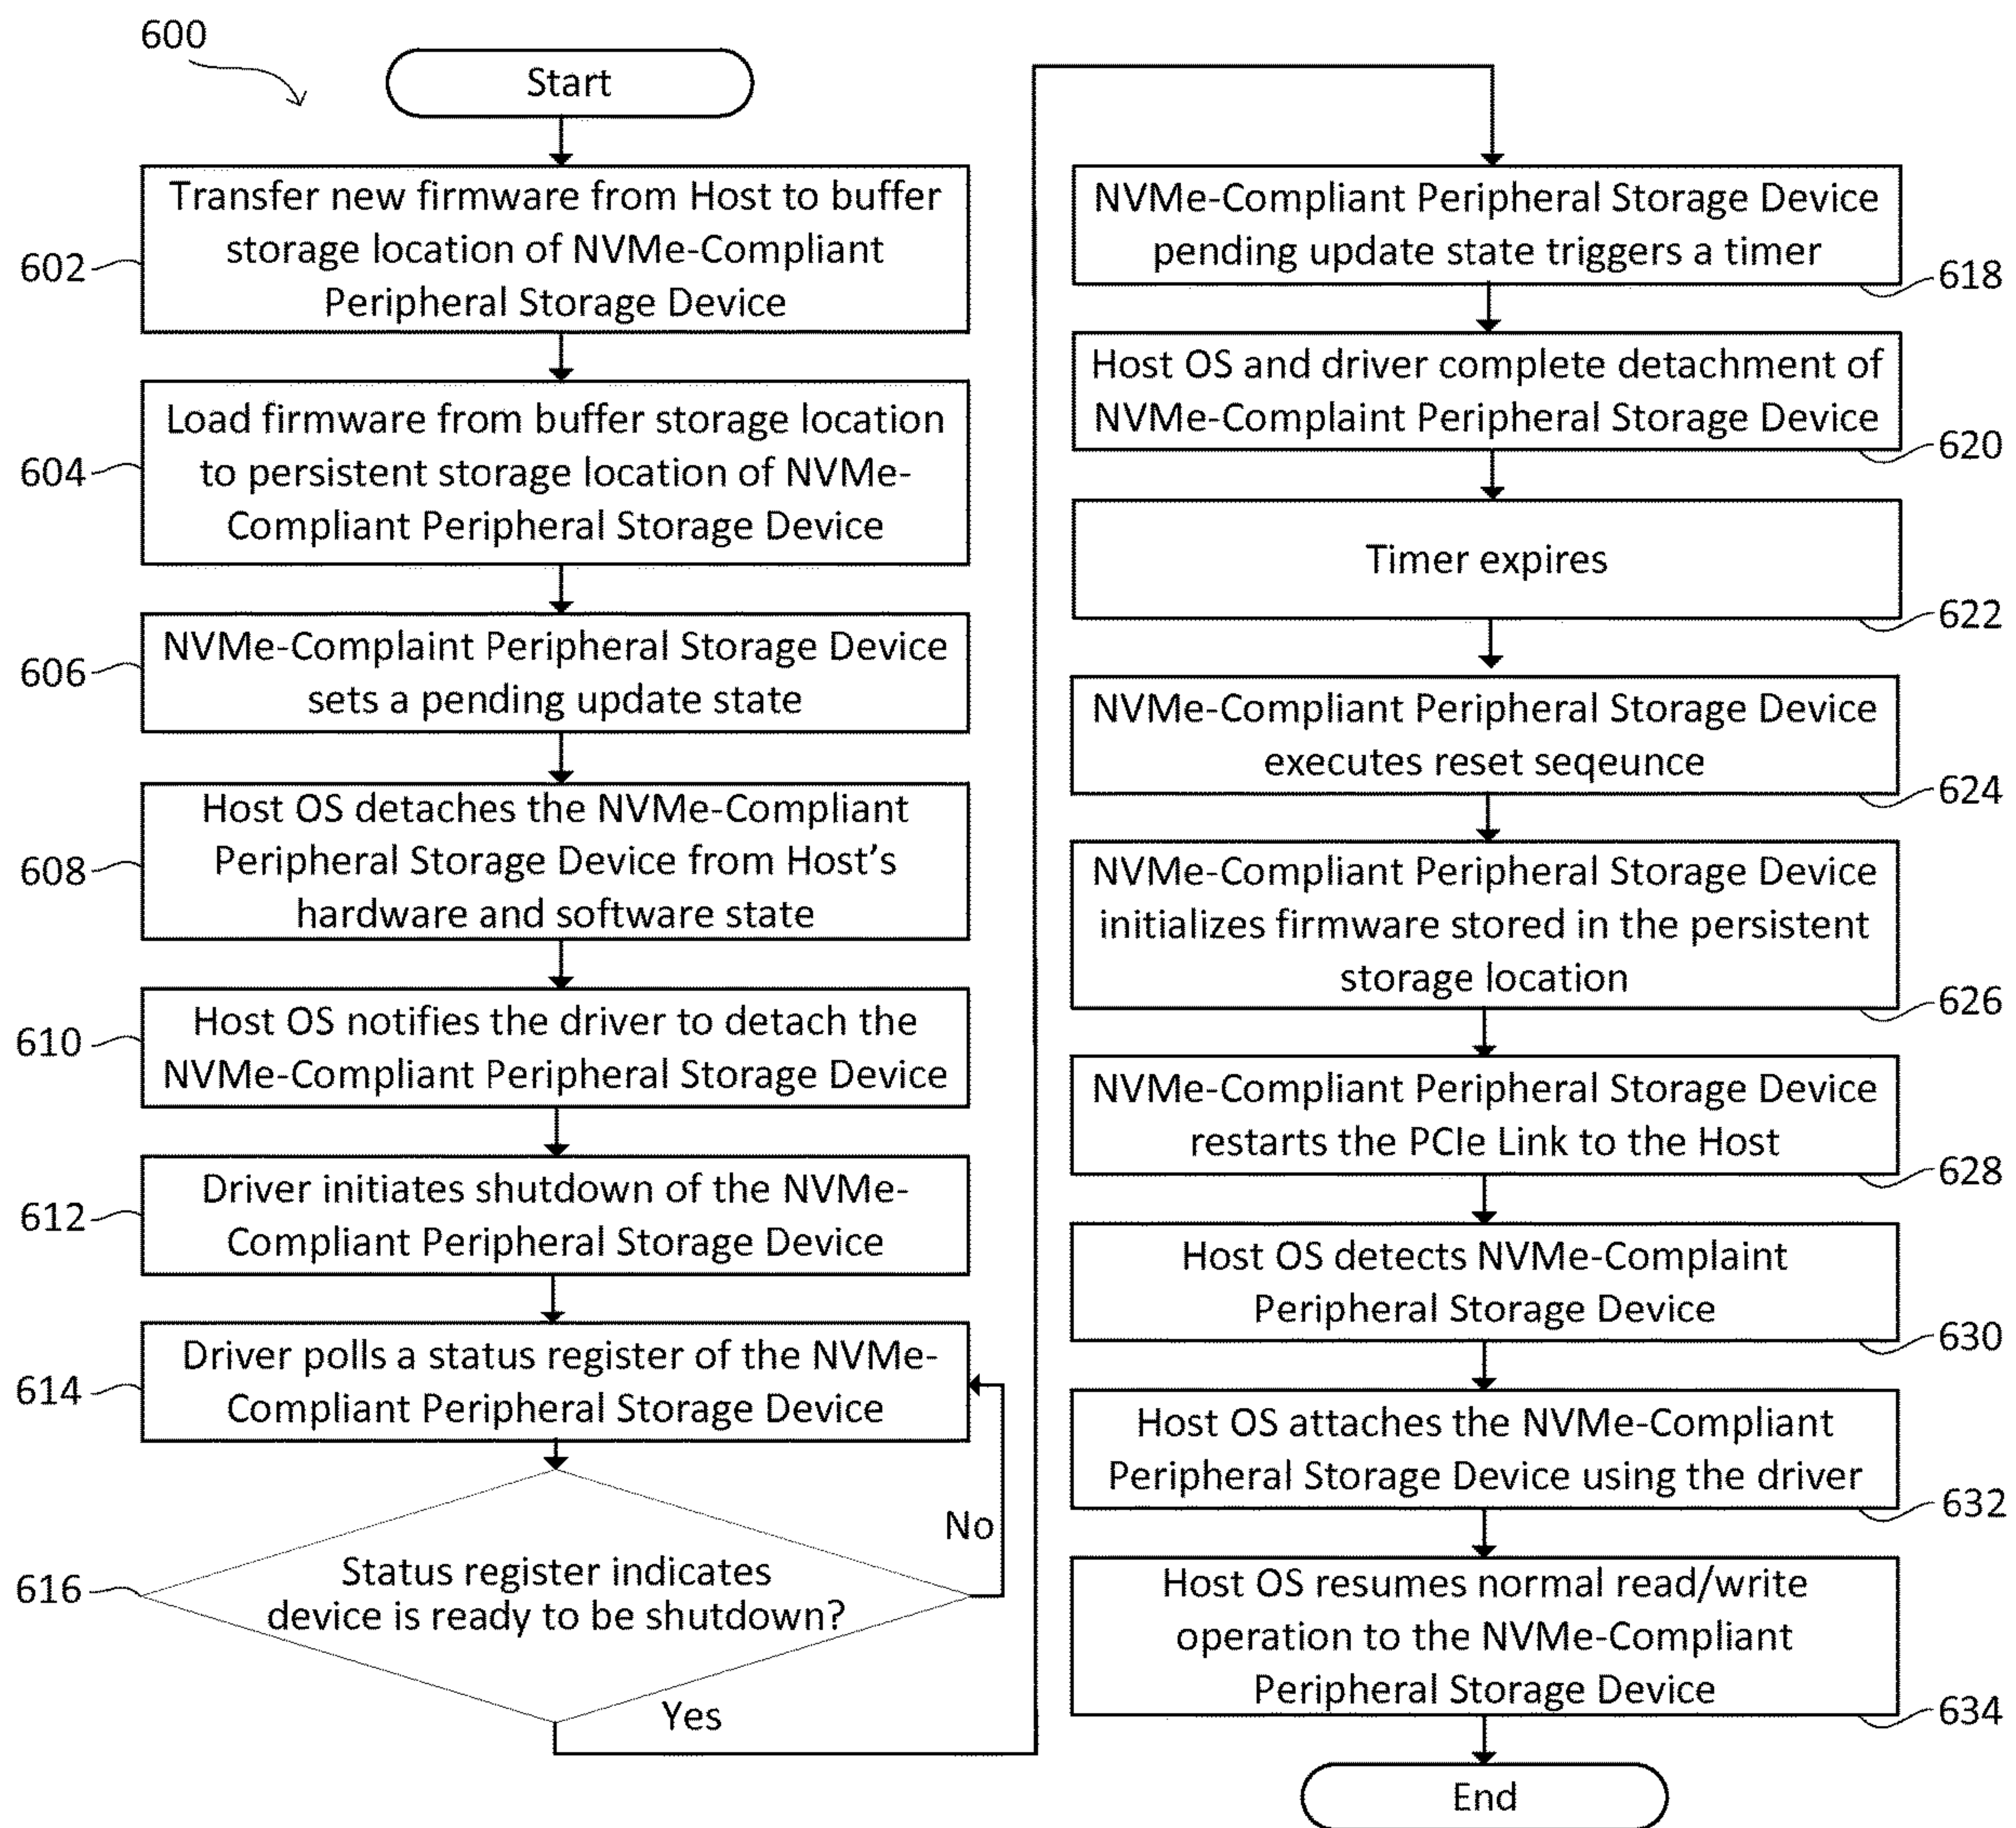 600
Start
Transfer new firmware from Host to buffer
storage location of NVMe-Compliant
Peripheral Storage Device
602
Load firmware from buffer storage location
to persistent storage location of NVMe-
Compliant Peripheral Storage Device
604
NVMe-Complaint Peripheral Storage Device
sets a pending update state
606
Host OS detaches the NVMe-Compliant
Peripheral Storage Device from Host's
hardware and software state
608
Host OS notifies the driver to detach the
NVMe-Compliant Peripheral Storage Device
610
Driver initiates shutdown of the NVMe-
Compliant Peripheral Storage Device
612
Driver polls a status register of the NVMe-
Compliant Peripheral Storage Device
614
Status register indicates
device is ready to be shutdown?
616
No
Yes
NVMe-Compliant Peripheral Storage Device
pending update state triggers a timer
618
Host OS and driver complete detachment of
NVMe-Complaint Peripheral Storage Device
620
Timer expires
622
NVMe-Compliant Peripheral Storage Device
executes reset seqeunce
624
NVMe-Compliant Peripheral Storage Device
initializes firmware stored in the persistent
storage location
626
NVMe-Compliant Peripheral Storage Device
restarts the PCIe Link to the Host
628
Host OS detects NVMe-Complaint
Peripheral Storage Device
630
Host OS attaches the NVMe-Compliant
Peripheral Storage Device using the driver
632
Host OS resumes normal read/write
operation to the NVMe-Compliant
Peripheral Storage Device
634
End